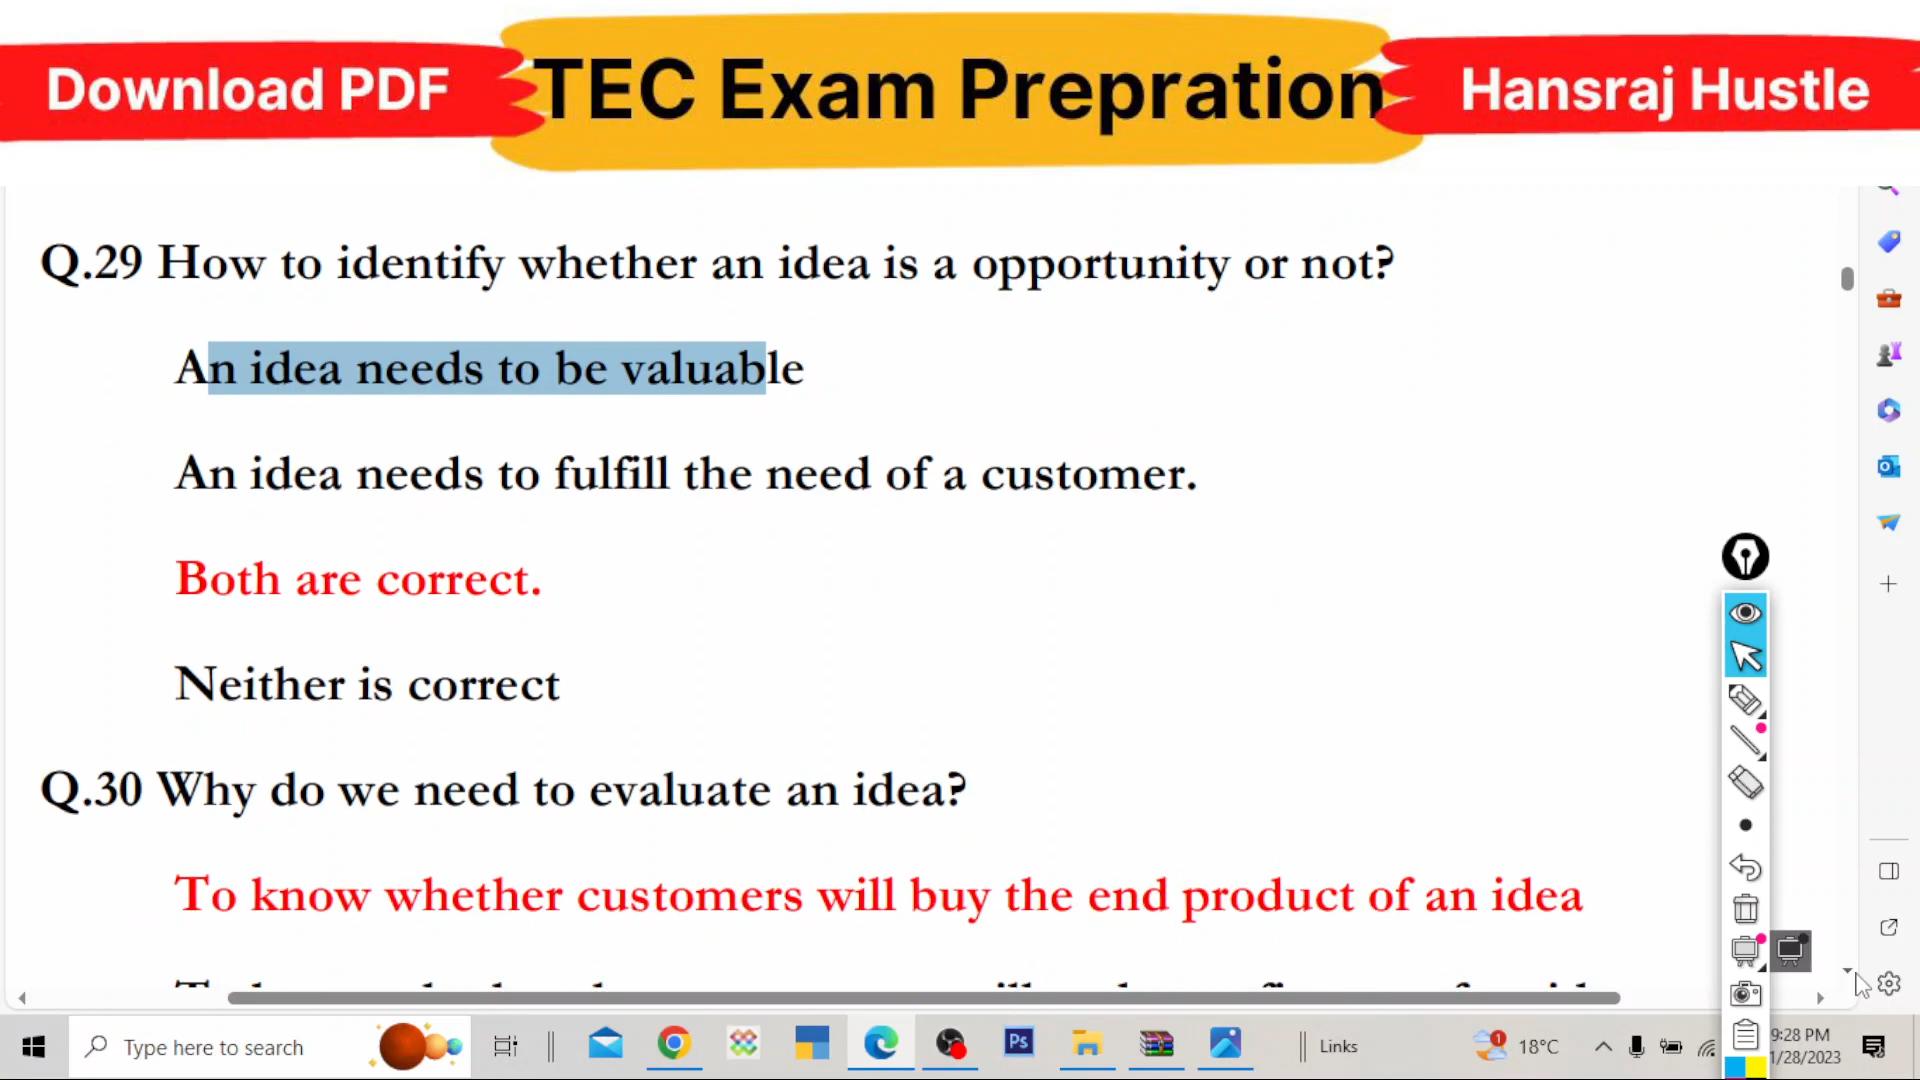 Download PDF
TEC Exam Prepration
Hansraj Hustle
Q.29 How to identify whether an idea is a opportunity or not?
An idea needs to be valuable
An idea needs to fulfill the need of a customer.
Both are correct.
Neither is correct
Q.30 Why do we need to evaluate an idea?
To know whether customers will buy the end product of an idea
Type here to search
Ps
Links
1
18°C
9:28 PM
1/28/2023